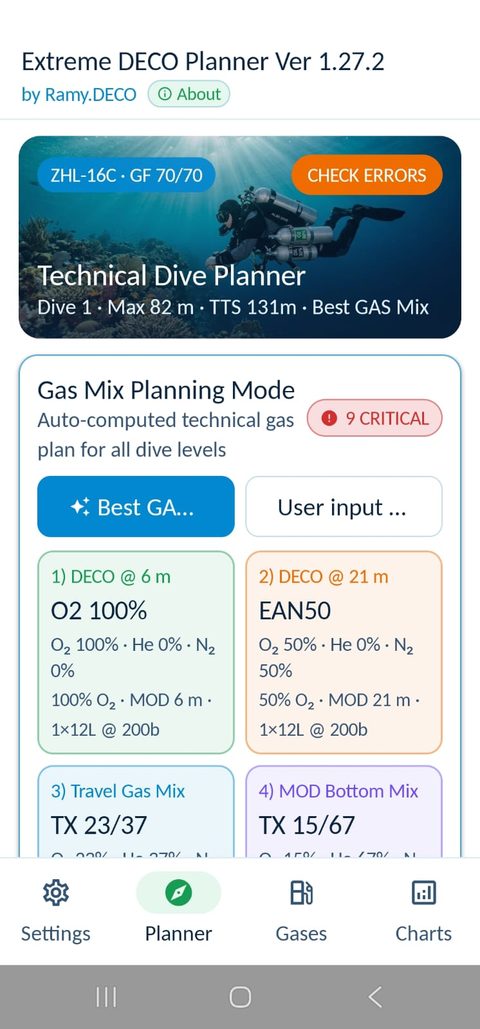 Extreme DECO Planner Ver 1.27.2
by Ramy.DECO
About
ZHL-16C · GF 70/70
CHECK ERRORS
Technical Dive Planner
Dive 1 · Max 82 m · TTS 131m · Best GAS Mix
Gas Mix Planning Mode
Auto-computed technical gas
plan for all dive levels
9 CRITICAL
Best GA...
User input ...
1) DECO @ 6 m
O2 100%
O₂ 100% · He 0% · N₂
0%
100% O₂ · MOD 6 m ·
1×12L @ 200b
2) DECO @ 21 m
EAN50
O₂ 50% · He 0% · N₂
50%
50% O₂ · MOD 21 m ·
1×12L @ 200b
3) Travel Gas Mix
TX 23/37
4) MOD Bottom Mix
TX 15/67
Settings
Planner
Gases
Charts